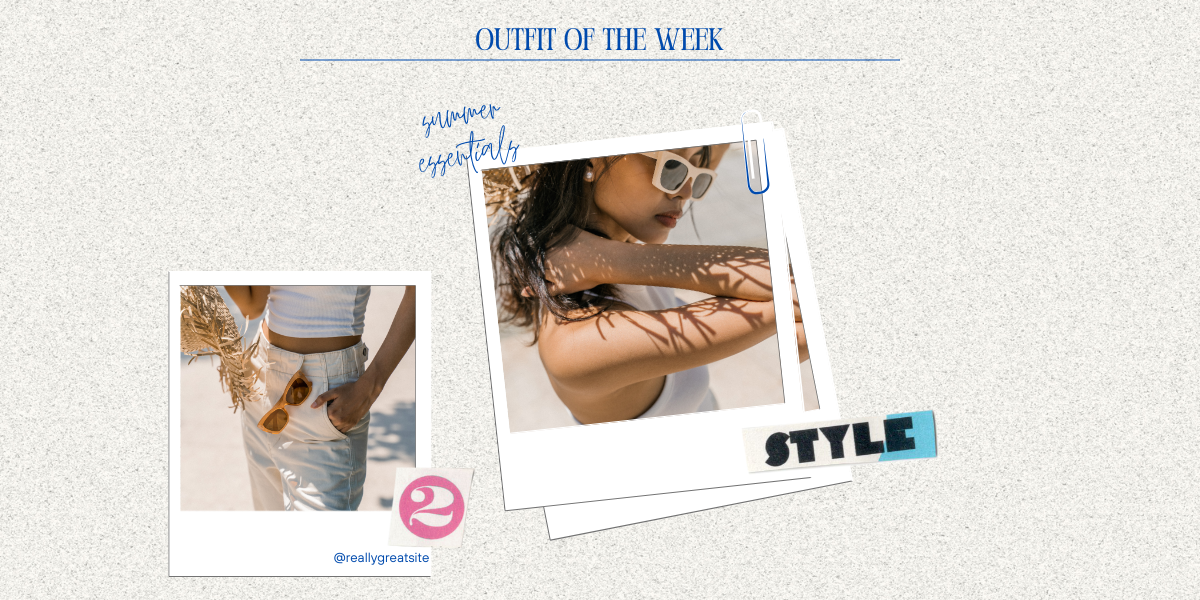 OUTFIT OF THE WEEK
summer
essentials
STYLE
2
@reallygreatsite